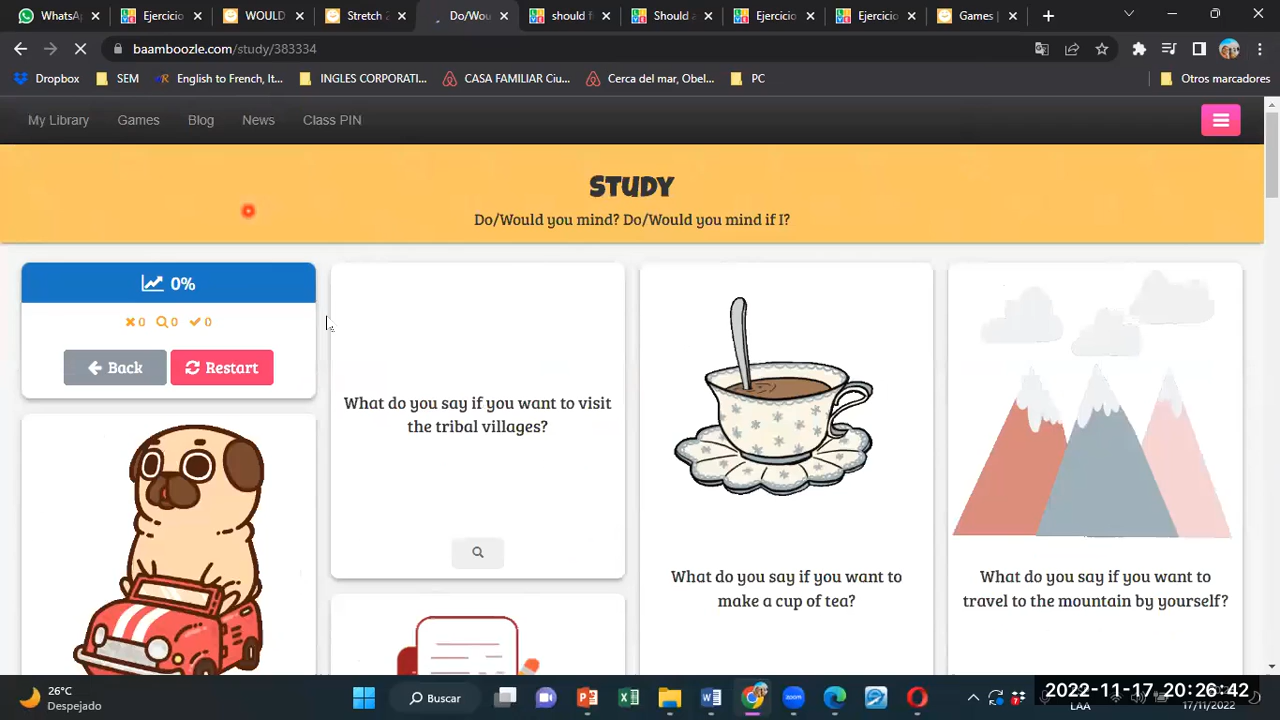 WhatsA
Ejercicio
WOULD
Stretch 2
Do/Wou
should f
Should a
Ejercicio
Ejercicio
Games |
baamboozle.com/study/383334
Dropbox
SEM
English to French, It...
INGLES CORPORATI...
CASA FAMILIAR Ciu...
Cerca del mar, Obel...
PC
Otros marcadores
My Library
Games
Blog
News
Class PIN
STUDY
Do/Would you mind? Do/Would you mind if I?
0%
0
0
0
Back
Restart
What do you say if you want to visit
the tribal villages?
What do you say if you want to
make a cup of tea?
What do you say if you want to
travel to the mountain by yourself?
26°C
Despejado
Buscar
LAA
2022-11-17 20:26:42
17/11/2022